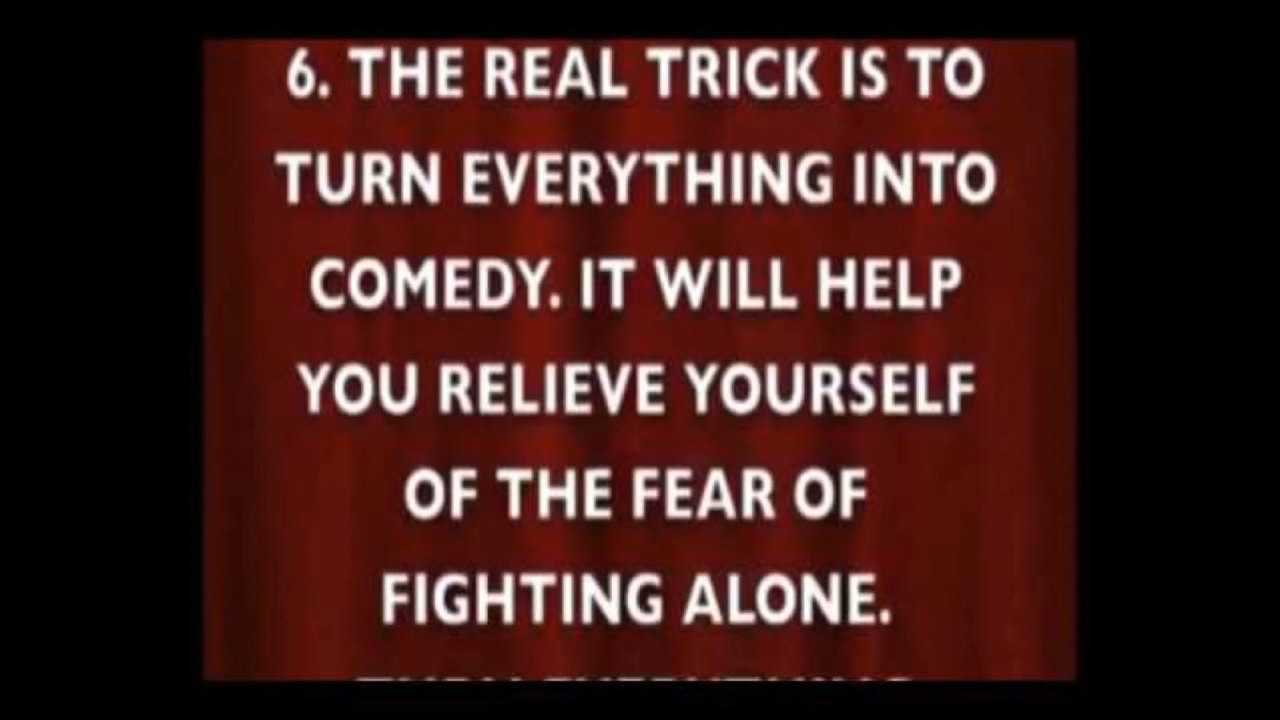 6. THE REAL TRICK IS TO
TURN EVERYTHING INTO
COMEDY. IT WILL HELP
YOU RELIEVE YOURSELF
OF THE FEAR OF
FIGHTING ALONE.